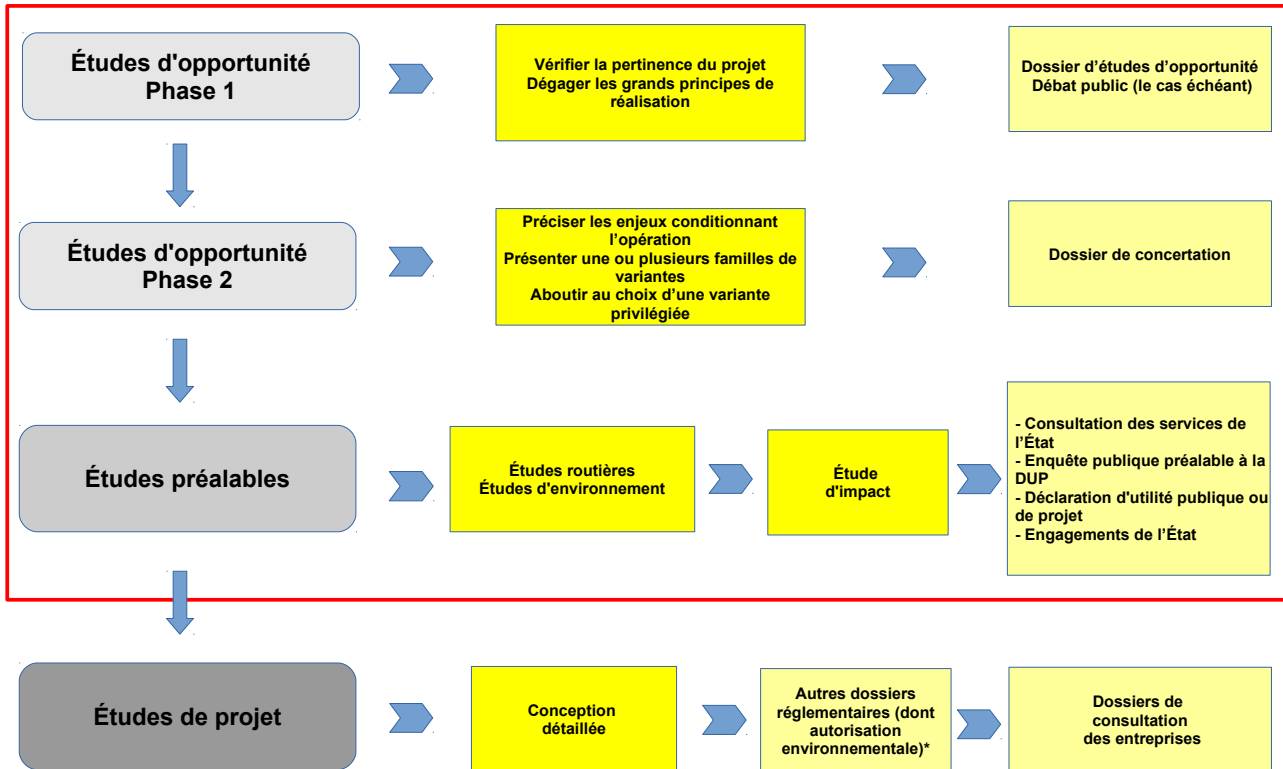 Études d'opportunité
Phase 1
Vérifier la pertinence du projet
Dégager les grands principes de
réalisation
Dossier d’études d’opportunité
Débat public (le cas échéant)
Études d'opportunité
Phase 2
Préciser les enjeux conditionnant
l’opération
Présenter une ou plusieurs familles de
variantes
Aboutir au choix d’une variante
privilégiée
Dossier de concertation
Études préalables
Études routières
Études d'environnement
Étude
d'impact
- Consultation des services de
l’État
- Enquête publique préalable à la
DUP
- Déclaration d'utilité publique ou
de projet
- Engagements de l’État
Études de projet
Conception
détaillée
Autres dossiers
réglementaires (dont
autorisation
environnementale)*
Dossiers de
consultation
des entreprises